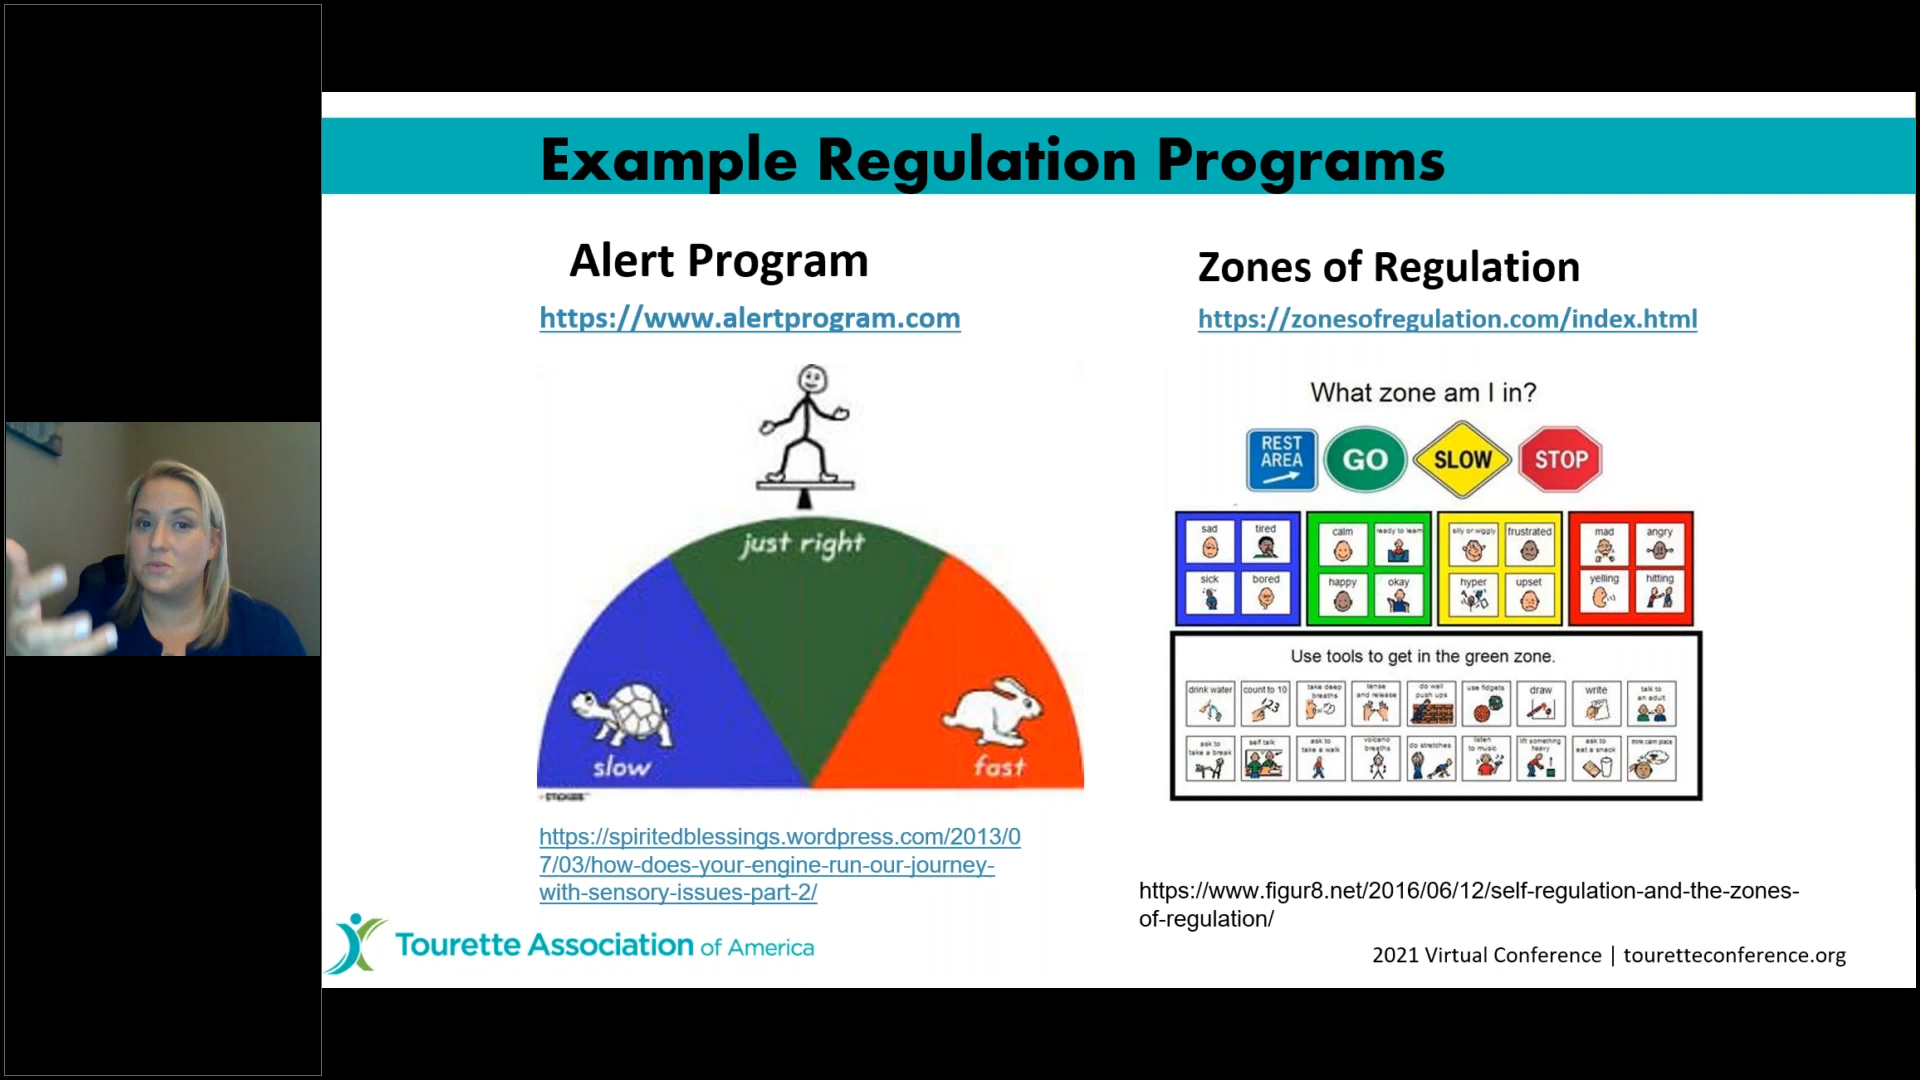 Example Regulation Programs
Alert Program
https://www.alertprogram.com
just right
slow
fast
https://spiritedblessings.wordpress.com/2013/0
7/03/how-does-your-engine-run-our-journey-
with-sensory-issues-part-2/
Zones of Regulation
https://zonesofregulation.com/index.html
What zone am I in?
REST
AREA
GO
SLOW
STOP
sad
tired
sick
bored
calm
ready to learn
happy
okay
silly or wiggly
frustrated
hyper
upset
mad
angry
yelling
hitting
Use tools to get in the green zone.
drink water
count to 10
take deep
breaths
tense
and release
do wall
push ups
use fidgets
draw
write
talk to
an adult
ask to
take a break
self talk
ask to
take a walk
volcano
breaths
do stretches
listen
to music
lift something
heavy
ask to
eat a snack
think calm place
https://www.figur8.net/2016/06/12/self-regulation-and-the-zones-
of-regulation/
Tourette Association of America
2021 Virtual Conference | touretteconference.org